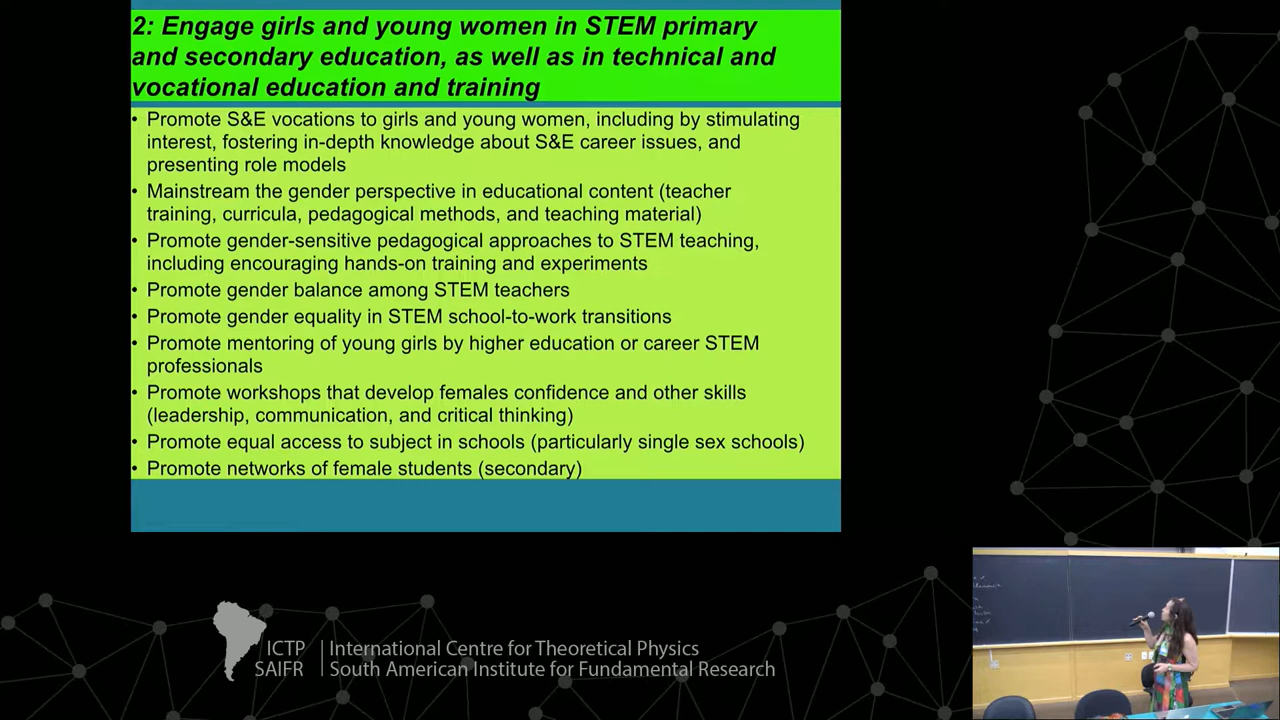 2: Engage girls and young women in STEM primary
and secondary education, as well as in technical and
vocational education and training
• Promote S&E vocations to girls and young women, including by stimulating
interest, fostering in-depth knowledge about S&E career issues, and
presenting role models
• Mainstream the gender perspective in educational content (teacher
training, curricula, pedagogical methods, and teaching material)
• Promote gender-sensitive pedagogical approaches to STEM teaching,
including encouraging hands-on training and experiments
• Promote gender balance among STEM teachers
• Promote gender equality in STEM school-to-work transitions
• Promote mentoring of young girls by higher education or career STEM
professionals
• Promote workshops that develop females confidence and other skills
(leadership, communication, and critical thinking)
• Promote equal access to subject in schools (particularly single sex schools)
• Promote networks of female students (secondary)
ICTP
SAIFR
International Centre for Theoretical Physics
South American Institute for Fundamental Research